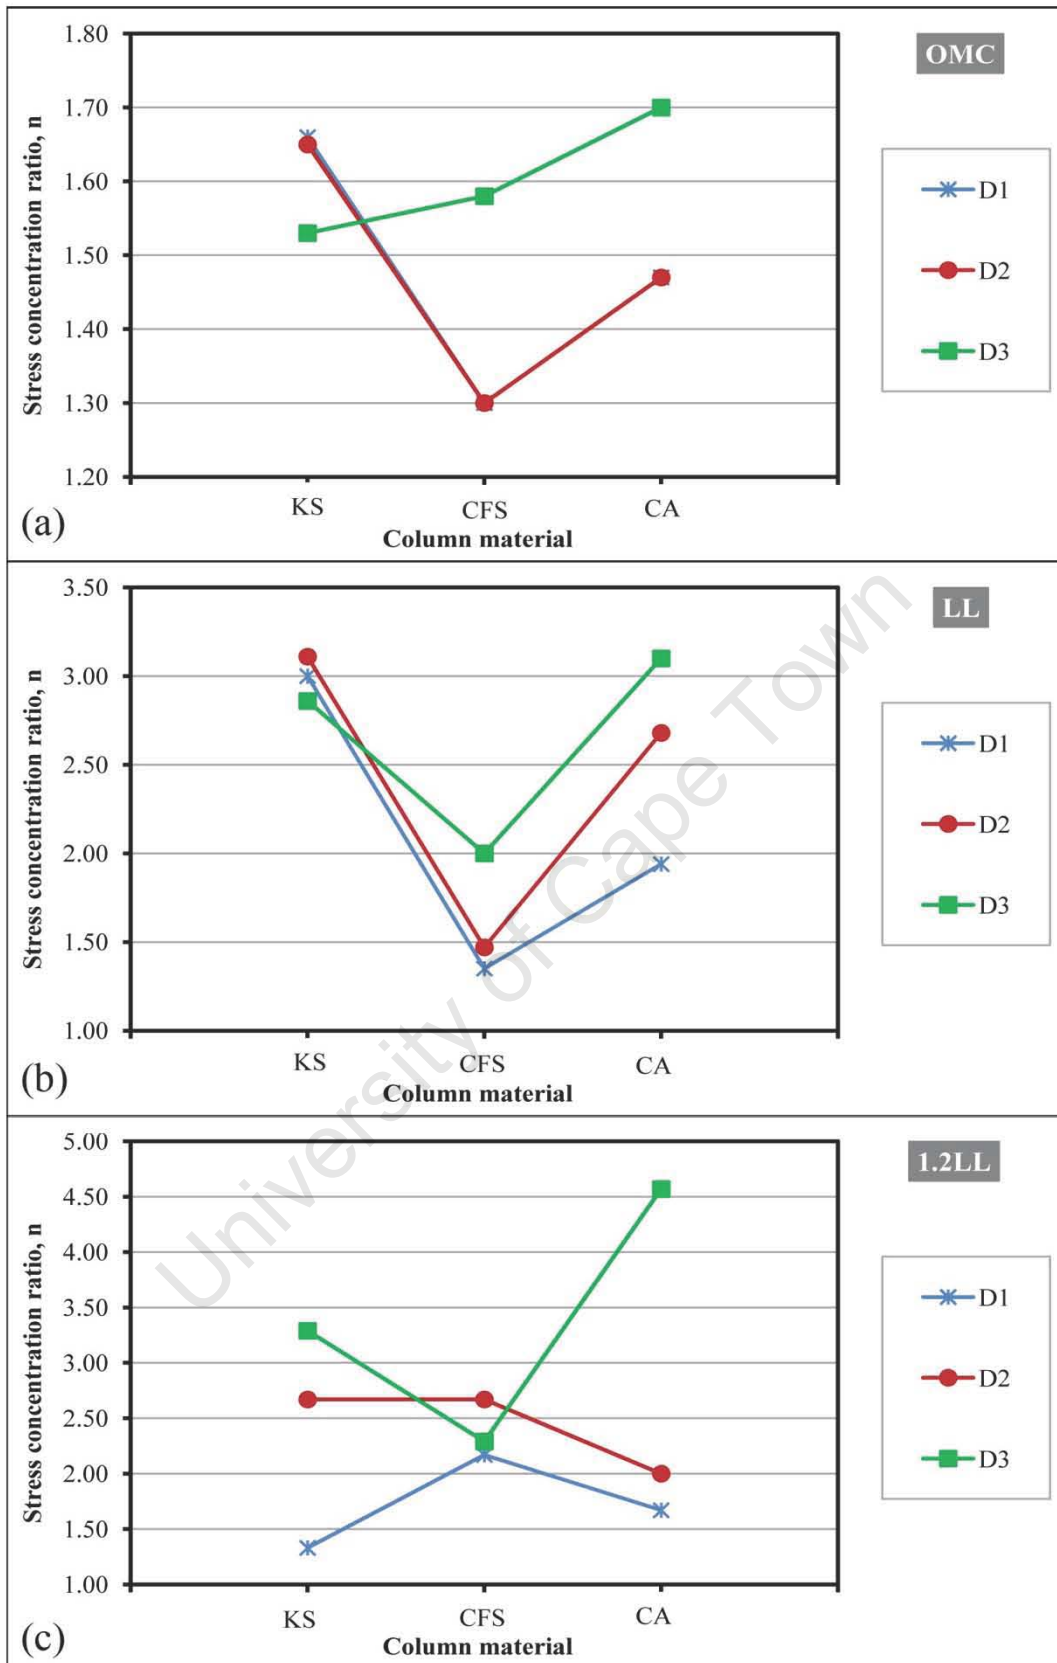 1.80
1.70
1.60
1.50
1.40
1.30
1.20
Stress concentration ratio, n
KS
CFS
CA
Column material
(a)
OMC
D1
D2
D3
3.50
3.00
2.50
2.00
1.50
1.00
Stress concentration ratio, n
KS
CFS
CA
Column material
(b)
LL
D1
D2
D3
5.00
4.50
4.00
3.50
3.00
2.50
2.00
1.50
1.00
Stress concentration ratio, n
KS
CFS
CA
Column material
(c)
1.2LL
D1
D2
D3
University of Cape Town